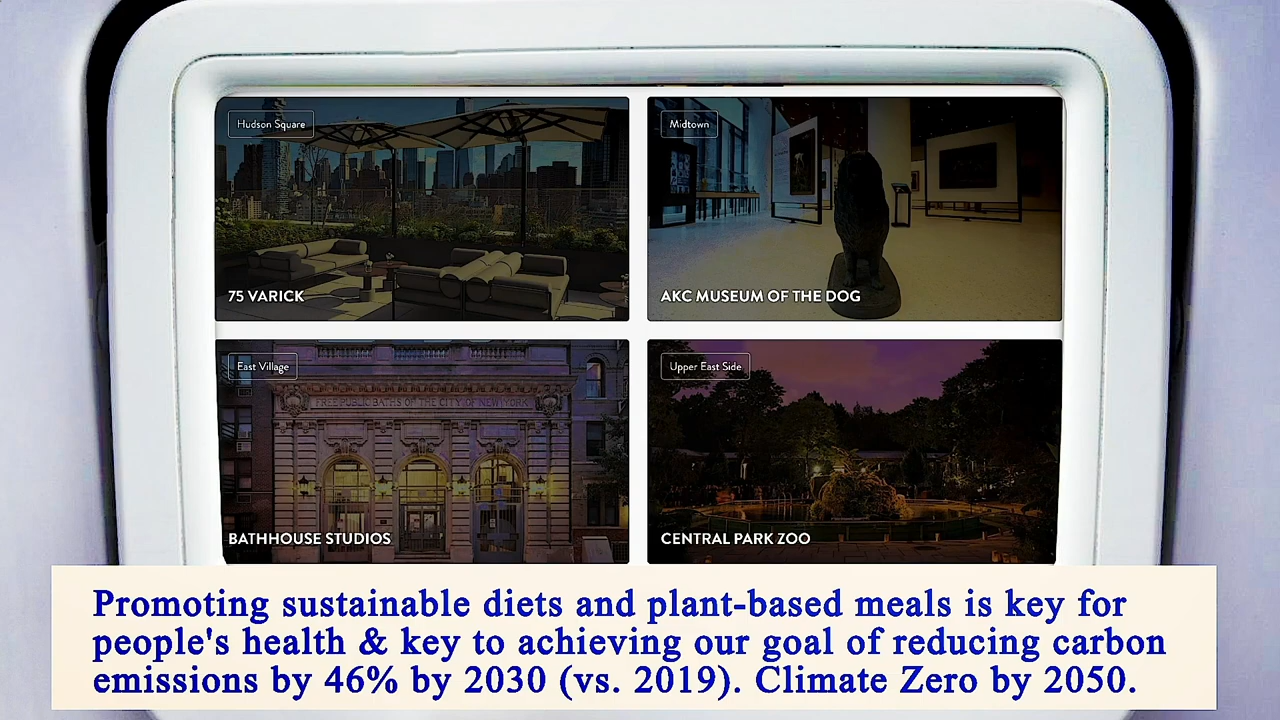 Hudson Square
75 VARICK
Midtown
AKC MUSEUM OF THE DOG
East Village
FREE PUBLIC BATHS OF THE CITY OF NEW YORK
BATHHOUSE STUDIOS
Upper East Side
CENTRAL PARK ZOO
Promoting sustainable diets and plant-based meals is key for
people's health & key to achieving our goal of reducing carbon
emissions by 46% by 2030 (vs. 2019). Climate Zero by 2050.